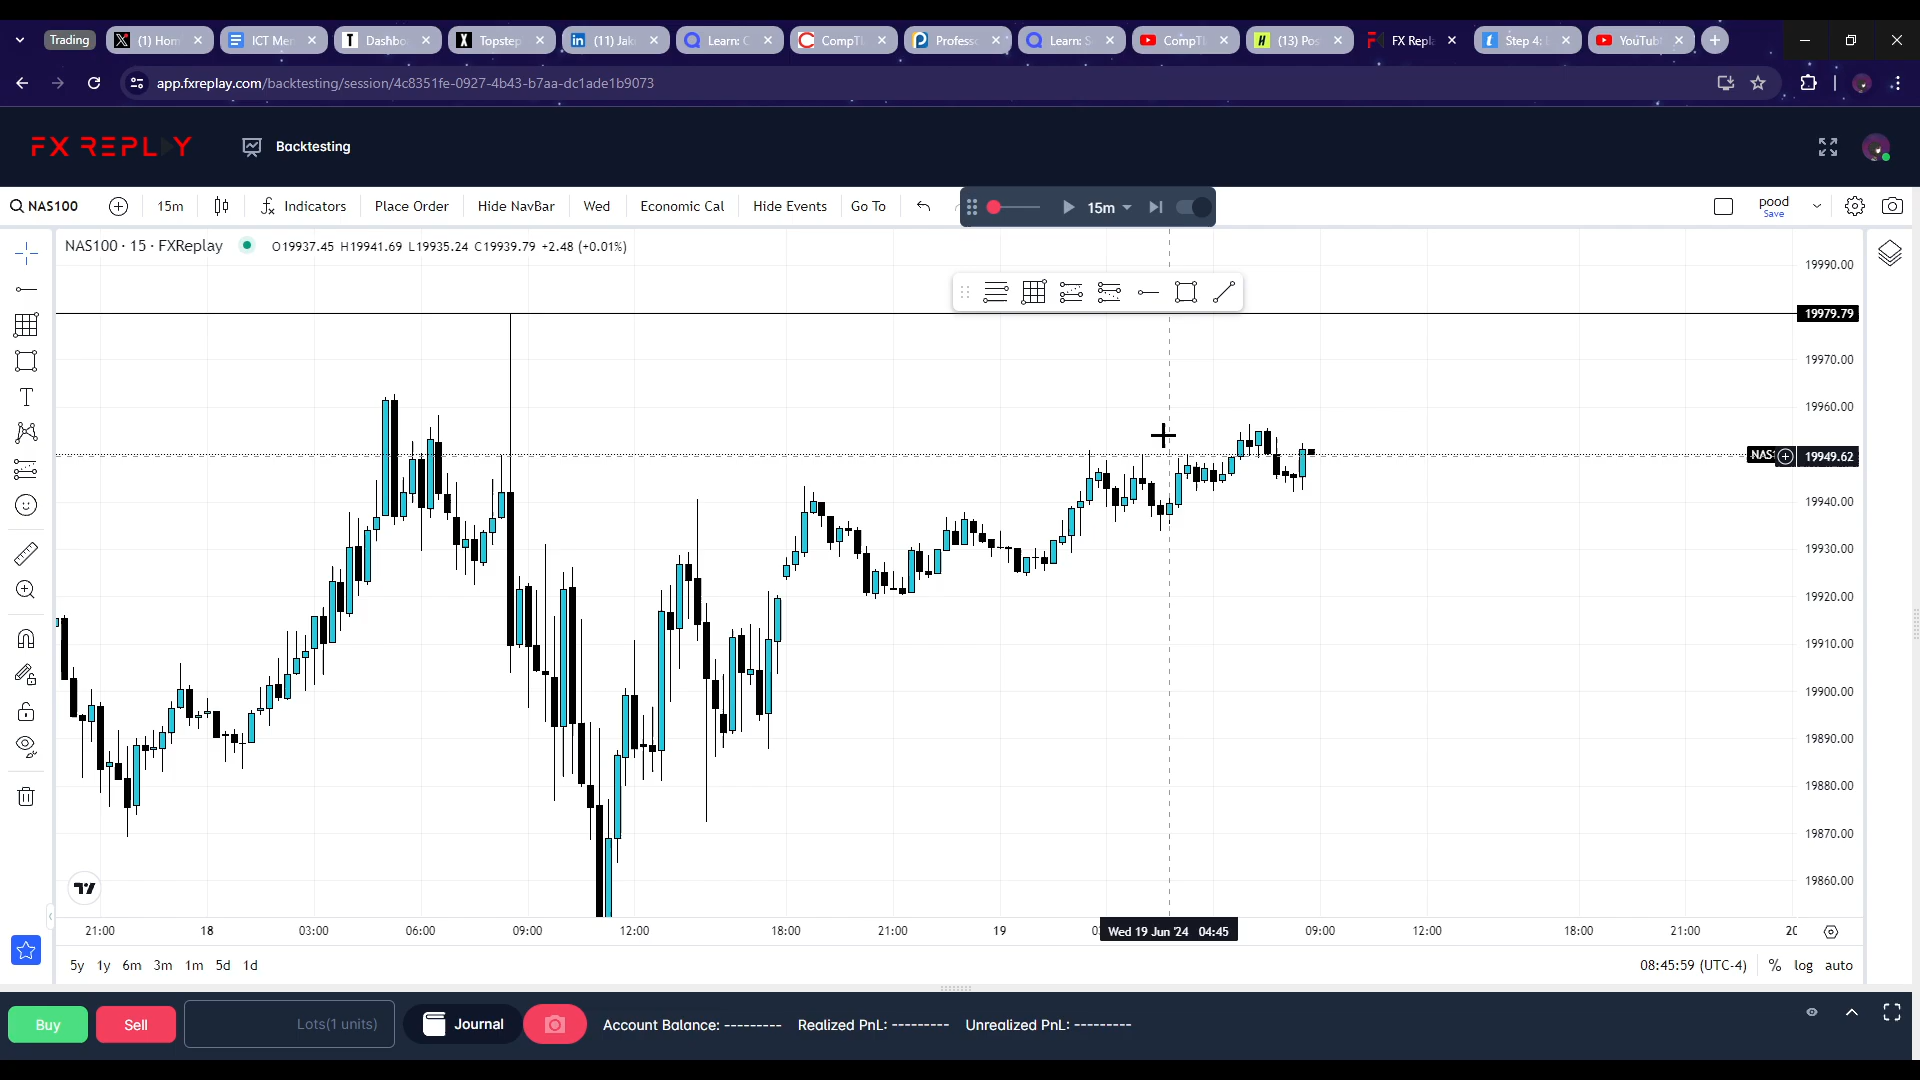 Trading
(1) Hom
ICT Mer
Dashbo
Topstep
(11) Jak
Learn: C
CompTI
Professo
Learn: S
CompT
(13) Pos
FX Repla
Step 4:
YouTub
app.fxreplay.com/backtesting/session/4c8351fe-0927-4b43-b7aa-dc1ade1b9073
FX REPLAY
Backtesting
NAS100
15m
Indicators
Place Order
Hide NavBar
Wed
Economic Cal
Hide Events
Go To
15m
pood
Save
NAS100 · 15 · FXReplay
O19937.45 H19941.69 L19935.24 C19939.79 +2.48 (+0.01%)
19990.00
19979.79
19970.00
19960.00
NAS
19949.62
19940.00
19930.00
19920.00
19910.00
19900.00
19890.00
19880.00
19870.00
19860.00
21:00
18
03:00
06:00
09:00
12:00
18:00
21:00
19
Wed 19 Jun '24 04:45
09:00
12:00
18:00
21:00
5y 1y 6m 3m 1m 5d 1d
08:45:59 (UTC-4)
%
log
auto
Buy
Sell
Lots(1 units)
Journal
Account Balance: ---------
Realized PnL: ---------
Unrealized PnL: ---------